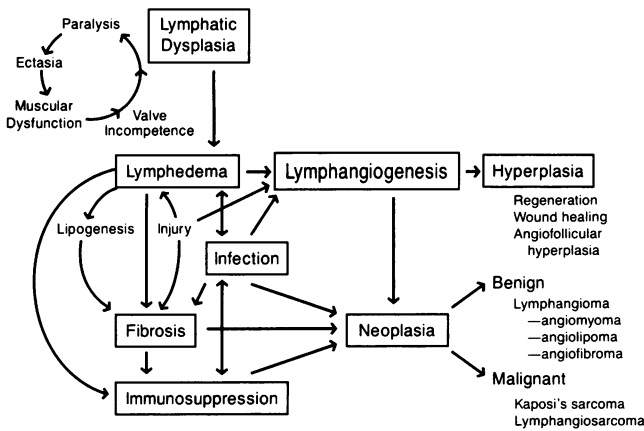 Paralysis
Lymphatic
Dysplasia
Ectasia
Muscular
Dysfunction
Valve
Incompetence
Lymphedema
Lymphangiogenesis
Hyperplasia
Regeneration
Wound healing
Angiofollicular
hyperplasia
Lipogenesis
Injury
Infection
Fibrosis
Neoplasia
Benign
Lymphangioma
—angiomyoma
—angiolipoma
—angiofibroma
Malignant
Kaposi's sarcoma
Lymphangiosarcoma
Immunosuppression